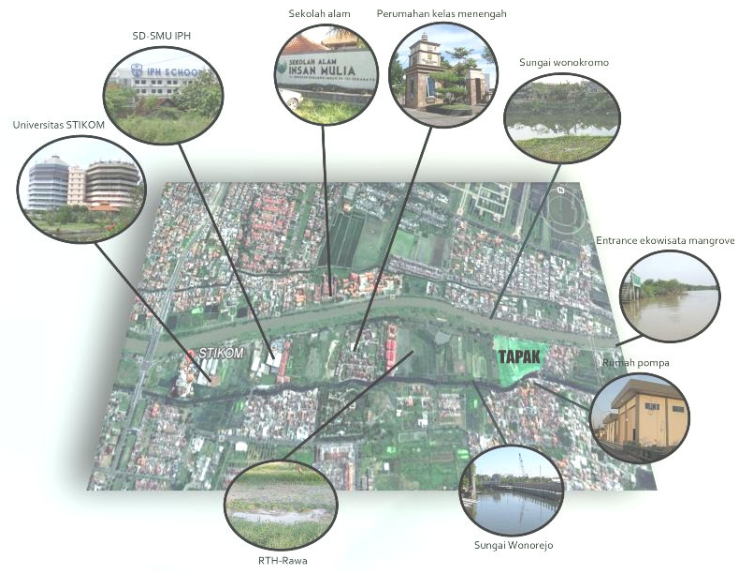 Sekolah alam
Perumahan kelas menengah
SD-SMU IPH
IPH SCHOOL
SEKOLAH ALAM
INSAN MULIA
Sungai wonokromo
Universitas STIKOM
Entrance ekowisata mangrove
STIKOM
TAPAK
Rumah pompa
RTH-Rawa
Sungai Wonorejo